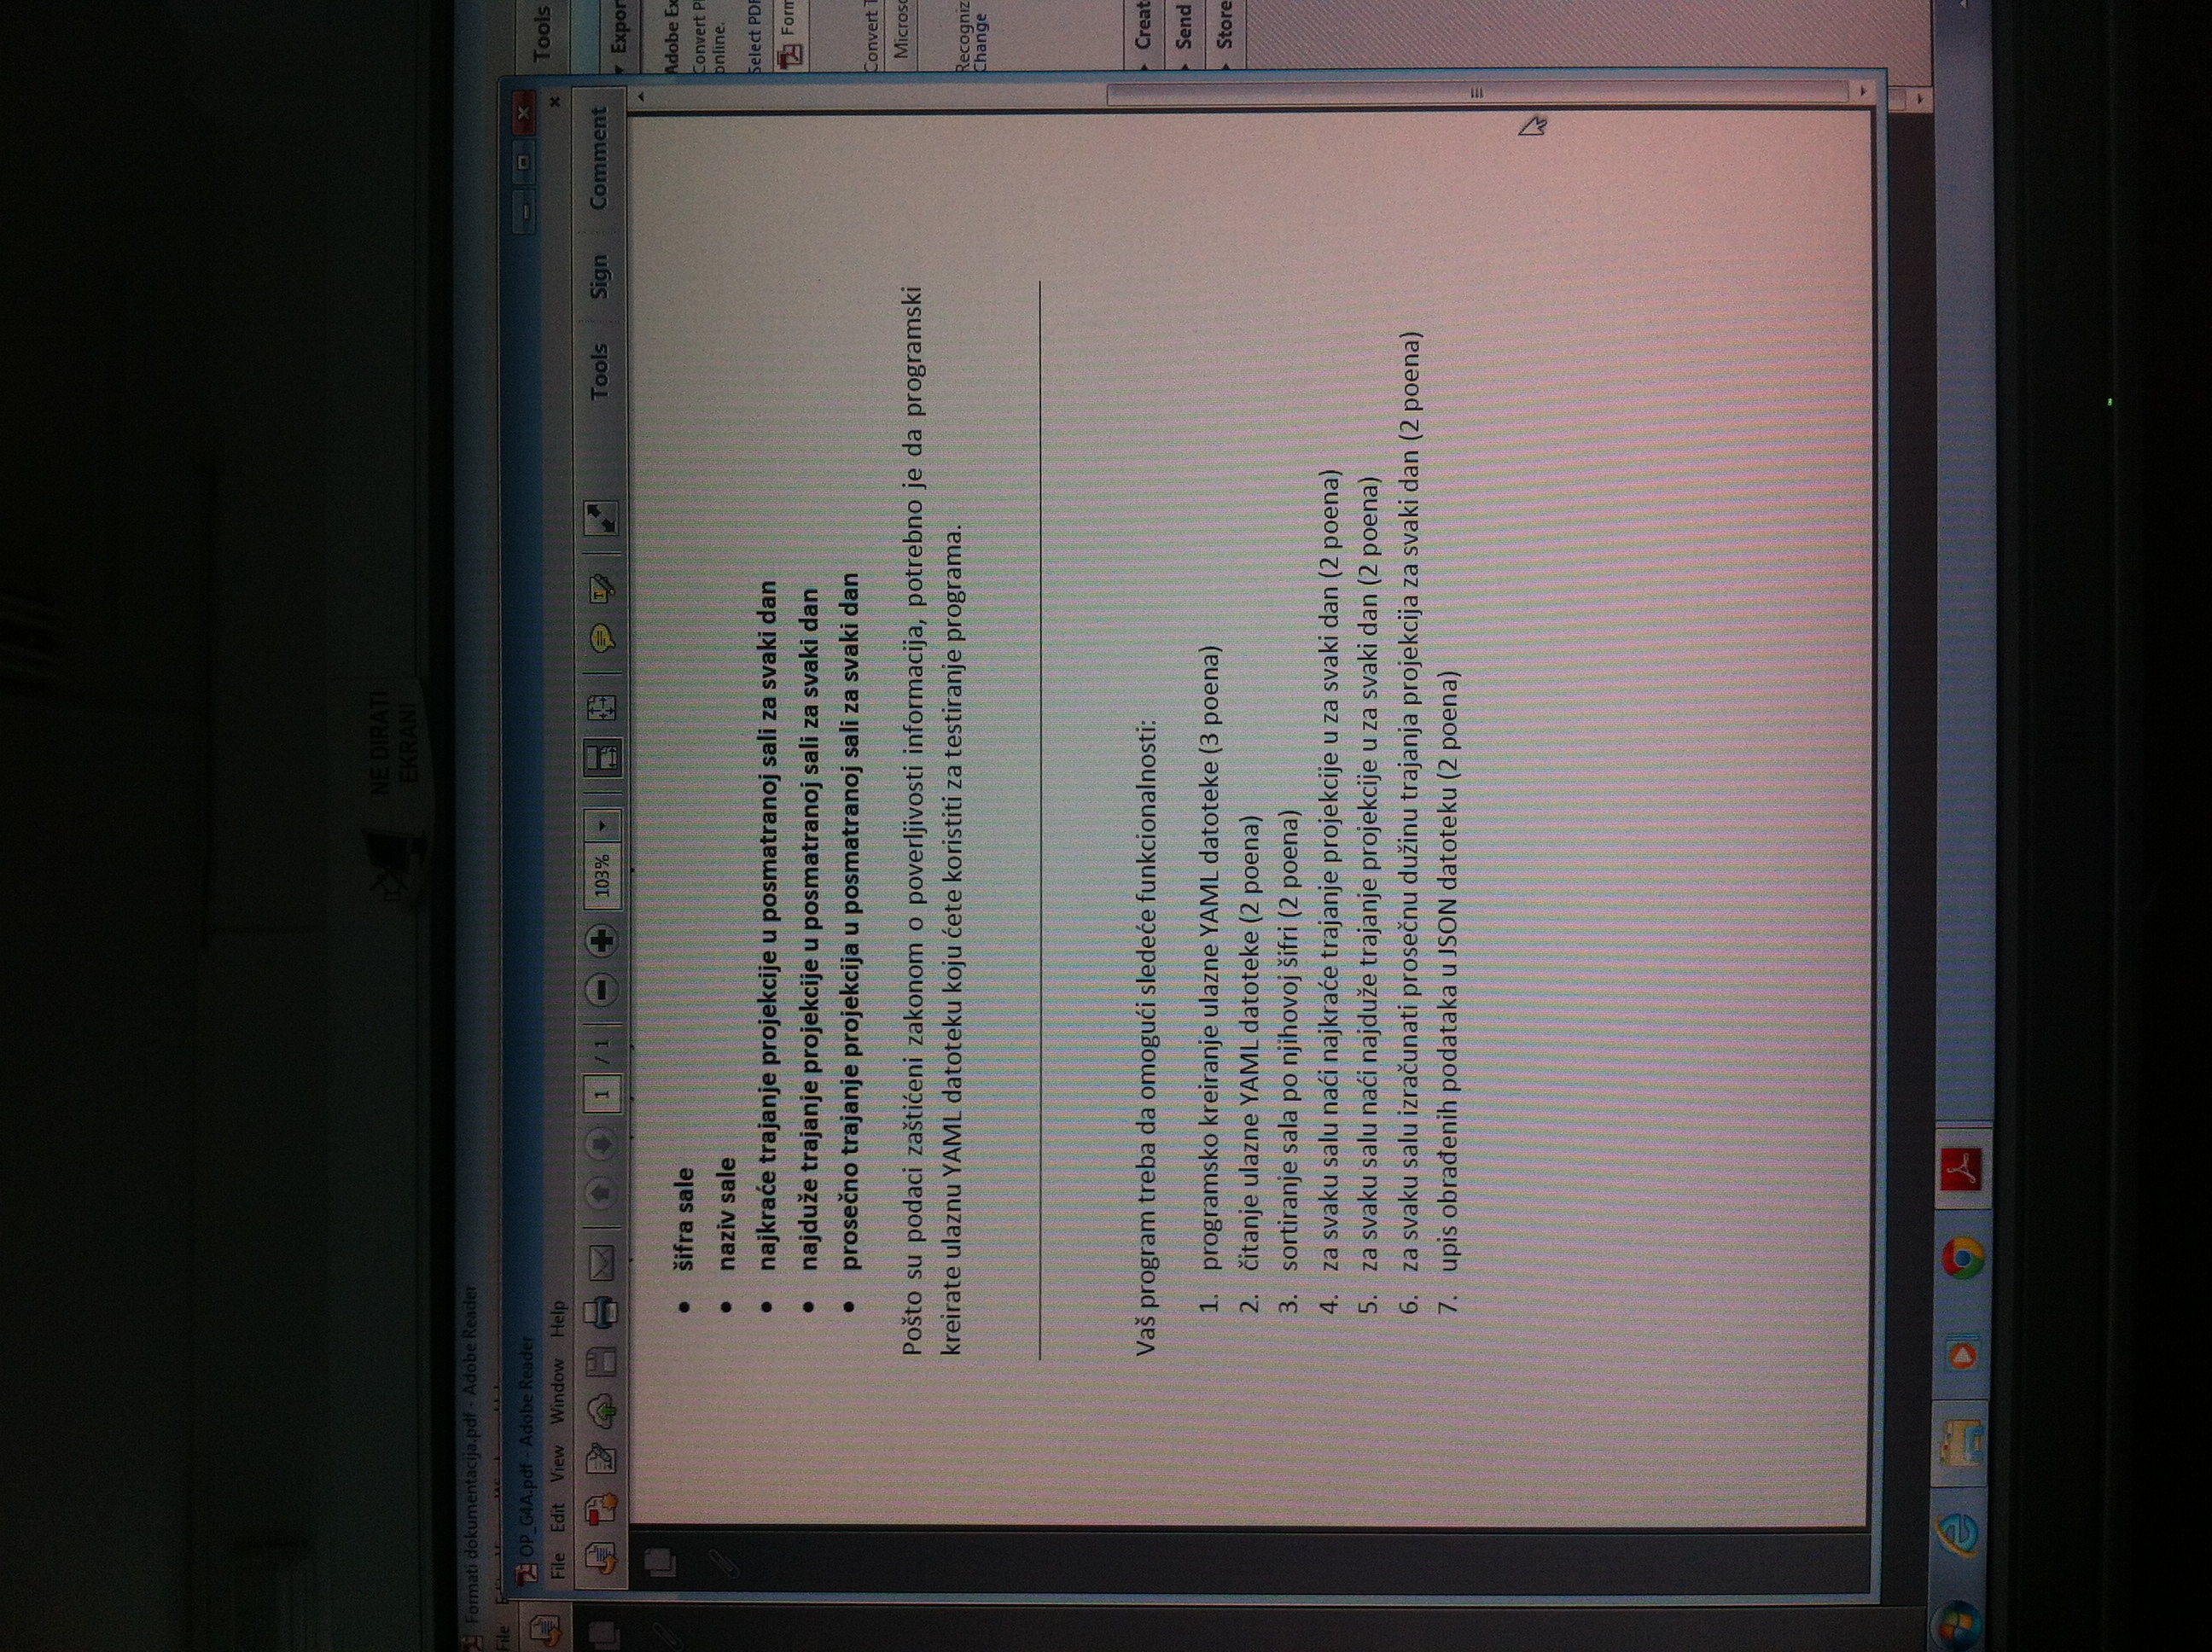 NE DIRATI
EKRAN!
Formati dokumentacija.pdf - Adobe Reader
File
OP_G4A.pdf - Adobe Reader
File Edit View Window Help
Tools
1 / 1 103% Tools Sign Comment
Expor
• šifra sale
Adobe Ex
Convert P
online.
• naziv sale
Select PDF
• najkraće trajanje projekcije u posmatranoj sali za svaki dan
Form
• najduže trajanje projekcije u posmatranoj sali za svaki dan
• prosečno trajanje projekcija u posmatranoj sali za svaki dan
Convert T
Microso
Pošto su podaci zaštićeni zakonom o poverljivosti informacija, potrebno je da programski
kreirate ulaznu YAML datoteku koju ćete koristiti za testiranje programa.
Recogniz
Change
Vaš program treba da omogući sledeće funkcionalnosti:
Creat
Send
Store
1. programsko kreiranje ulazne YAML datoteke (3 poena)
2. čitanje ulazne YAML datoteke (2 poena)
3. sortiranje sala po njihovoj šifri (2 poena)
4. za svaku salu naći najkraće trajanje projekcije u za svaki dan (2 poena)
5. za svaku salu naći najduže trajanje projekcije u za svaki dan (2 poena)
6. za svaku salu izračunati prosečnu dužinu trajanja projekcija za svaki dan (2 poena)
7. upis obrađenih podataka u JSON datoteku (2 poena)